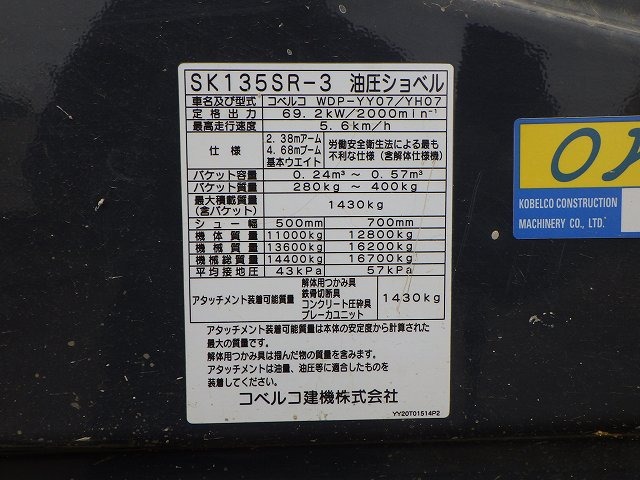 SK135SR-3 油圧ショベル
車名及び型式 コベルコ WDP-YY07/YH07
定格出力 69.2kW/2000min⁻¹
最高走行速度 5.6km/h
仕様 2.38mアーム 4.68mブーム 基本ウエイト 労働安全衛生法による最も不利な仕様(含解体仕様機)
バケット容量 0.24m³ ~ 0.57m³
バケット質量 280kg ~ 400kg
最大積載質量 (含バケット) 1430kg
シュー幅 500mm 700mm
機体質量 11000kg 12800kg
機械質量 13600kg 16200kg
機械総質量 14400kg 16700kg
平均接地圧 43kPa 57kPa
アタッチメント装着可能質量 解体用つかみ具 鉄骨切断具 コンクリート圧砕具 ブレーカユニット 1430kg
アタッチメント装着可能質量は本体の安定度から計算された
最大の質量です。
解体用つかみ具は掴んだ物の質量を含みます。
アタッチメントは油量、油圧等に適合したものを
装着してください。
コベルコ建機株式会社
YY20T01514P2
KOBELCO CONSTRUCTION
MACHINERY CO., LTD.